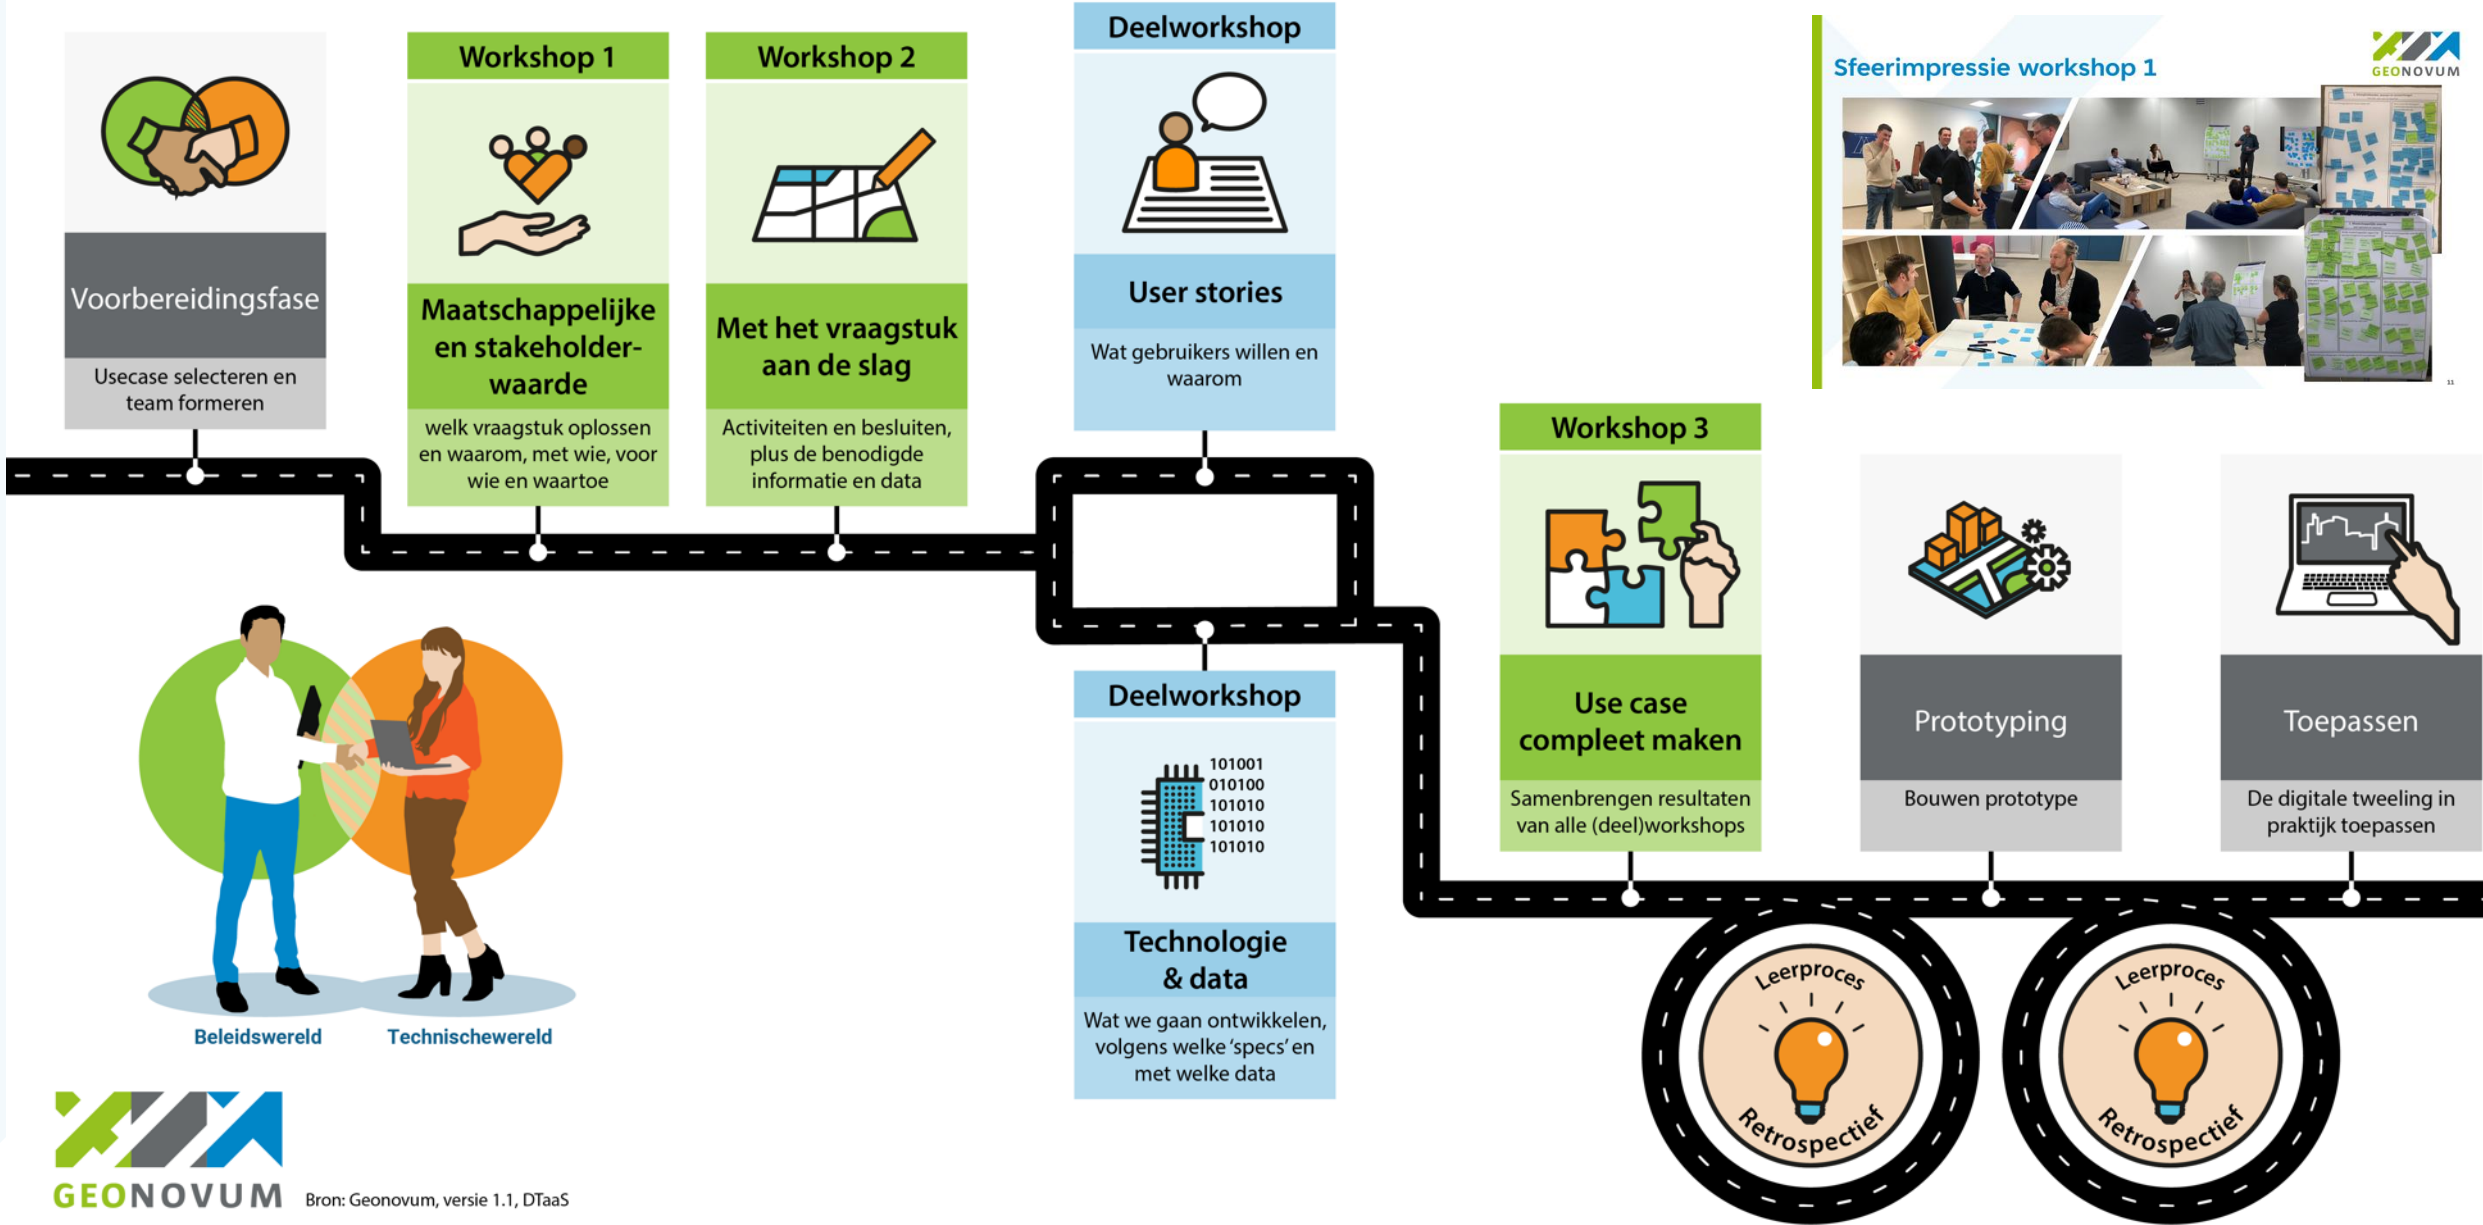 Voorbereidingsfase
Usecase selecteren en
team formeren
Workshop 1
Maatschappelijke
en stakeholder-
waarde
welk vraagstuk oplossen
en waarom, met wie, voor
wie en waartoe
Workshop 2
Met het vraagstuk
aan de slag
Activiteiten en besluiten,
plus de benodigde
informatie en data
Deelworkshop
User stories
Wat gebruikers willen en
waarom
Deelworkshop
101001
010100
101010
101010
101010
Technologie
& data
Wat we gaan ontwikkelen,
volgens welke ‘specs’ en
met welke data
Sfeerimpressie workshop 1
GEONOVUM
11
Workshop 3
Use case
compleet maken
Samenbrengen resultaten
van alle (deel)workshops
Prototyping
Bouwen prototype
Toepassen
De digitale tweeling in
praktijk toepassen
Leerproces
Retrospectief
Leerproces
Retrospectief
Beleidswereld
Technischewereld
GEONOVUM
Bron: Geonovum, versie 1.1, DTaaS